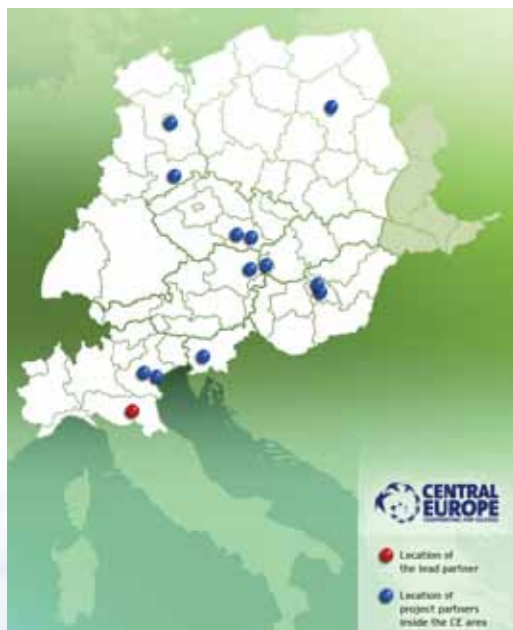 CENTRAL
EUROPE
COOPERATING FOR SUCCESS
Location of
the lead partner
Location of
project partners
inside the CE area